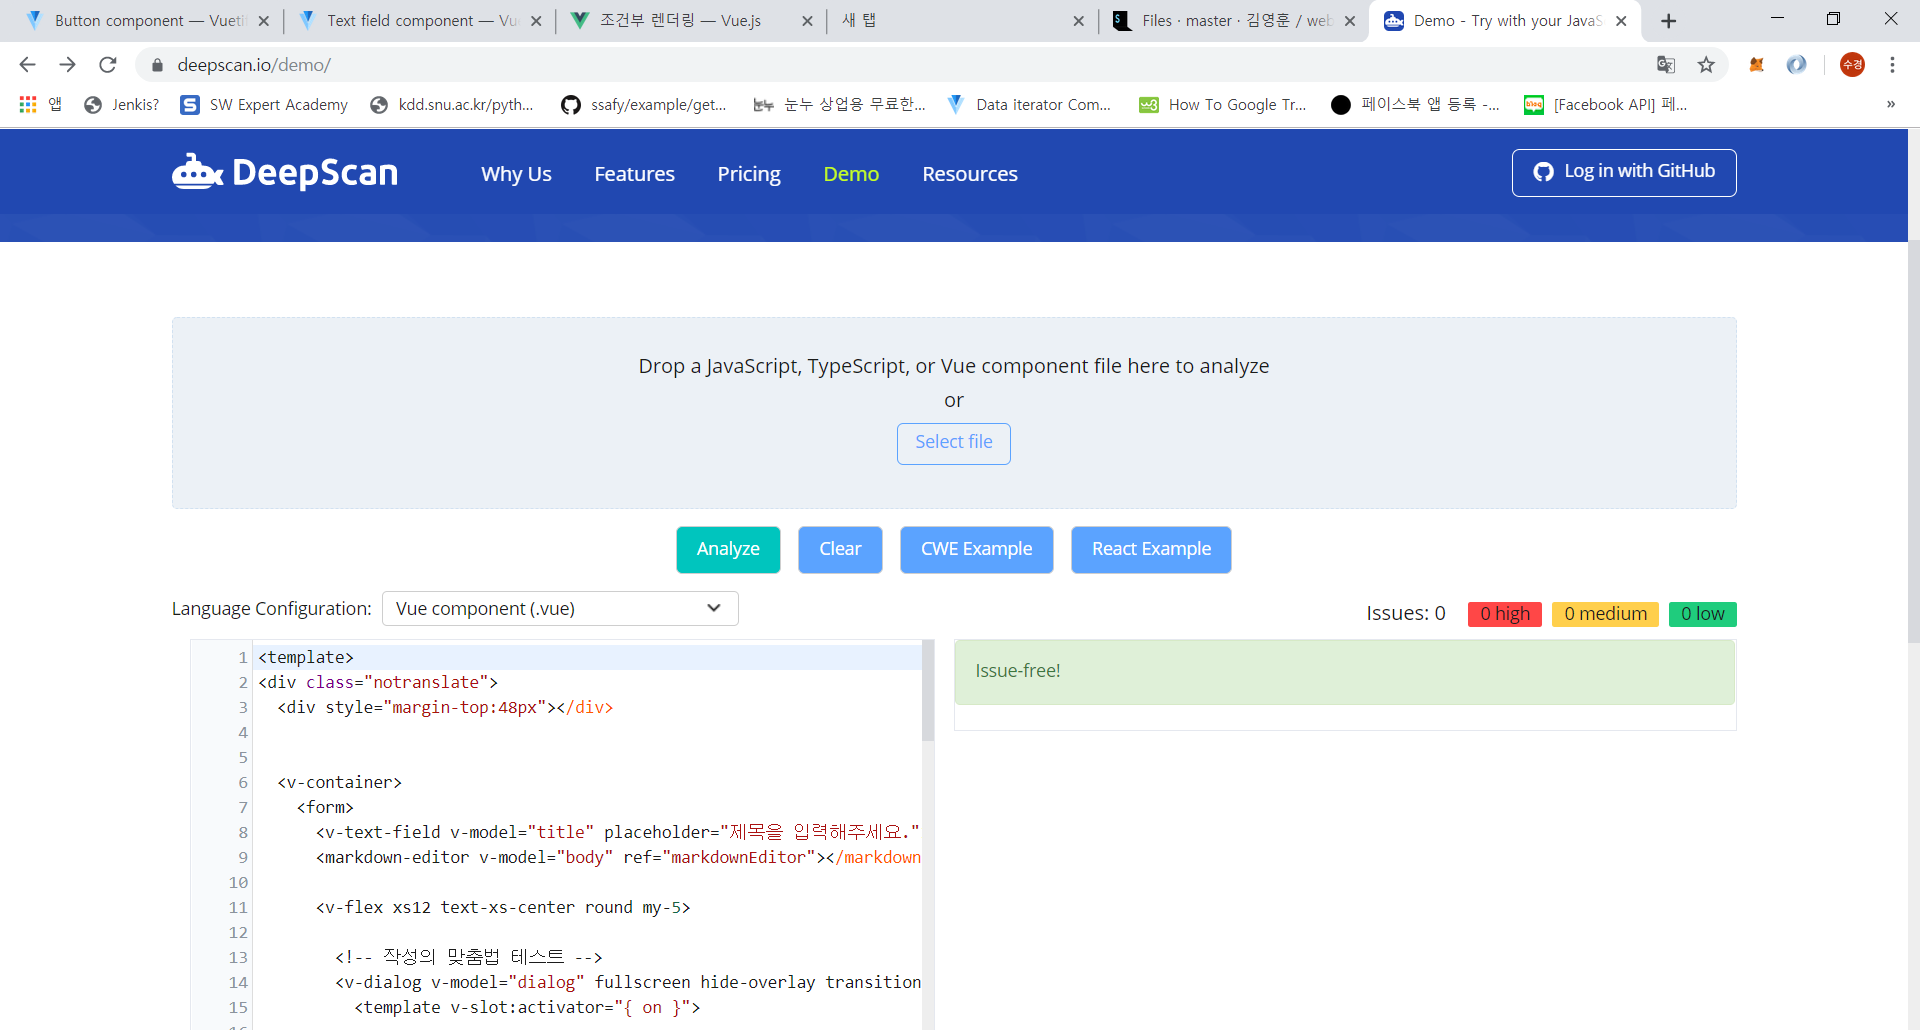 Button component — Vueti
Text field component — Vue
조건부 렌더링 — Vue.js
새 탭
Files · master · 김영훈 / web
Demo - Try with your JavaS
deepscan.io/demo/
수경
앱
Jenkis?
SW Expert Academy
kdd.snu.ac.kr/pyth...
ssafy/example/get...
눈누 상업용 무료한...
Data iterator Com...
How To Google Tr...
페이스북 앱 등록 -...
[Facebook API] 페...
»
DeepScan
Why Us
Features
Pricing
Demo
Resources
Log in with GitHub
Drop a JavaScript, TypeScript, or Vue component file here to analyze
or
Select file
Analyze
Clear
CWE Example
React Example
Language Configuration:
Vue component (.vue)
Issues: 0
0 high
0 medium
0 low
1 <template>
2 <div class="notranslate">
3 <div style="margin-top:48px"></div>
4
5
6 <v-container>
7 <form>
8 <v-text-field v-model="title" placeholder="제목을 입력해주세요."
9 <markdown-editor v-model="body" ref="markdownEditor"></markdown
10
11 <v-flex xs12 text-xs-center round my-5>
12
13 <!-- 작성의 맞춤법 테스트 -->
14 <v-dialog v-model="dialog" fullscreen hide-overlay transition
15 <template v-slot:activator="{ on }">
Issue-free!